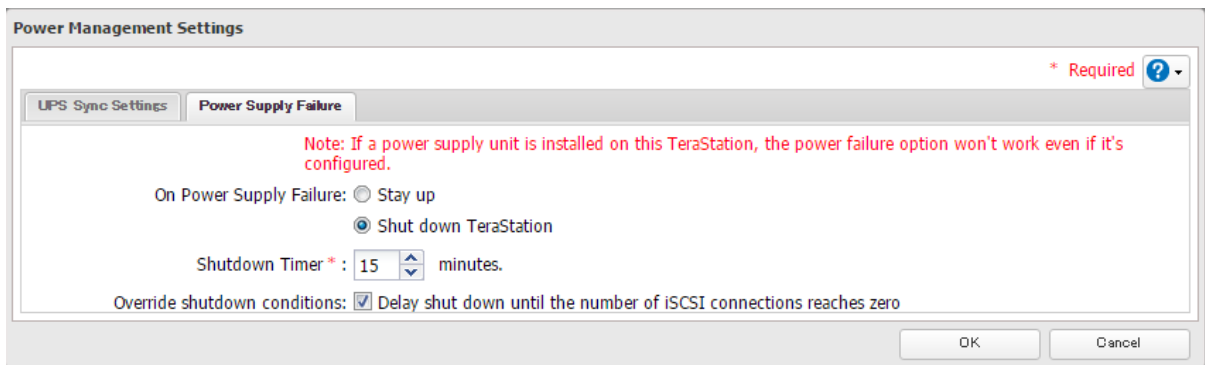 Power Management Settings
* Required
UPS Sync Settings Power Supply Failure
Note: If a power supply unit is installed on this TeraStation, the power failure option won't work even if it's
configured.
On Power Supply Failure: Stay up
Shut down TeraStation
Shutdown Timer * : 15 minutes.
Override shutdown conditions: Delay shut down until the number of iSCSI connections reaches zero
OK Cancel